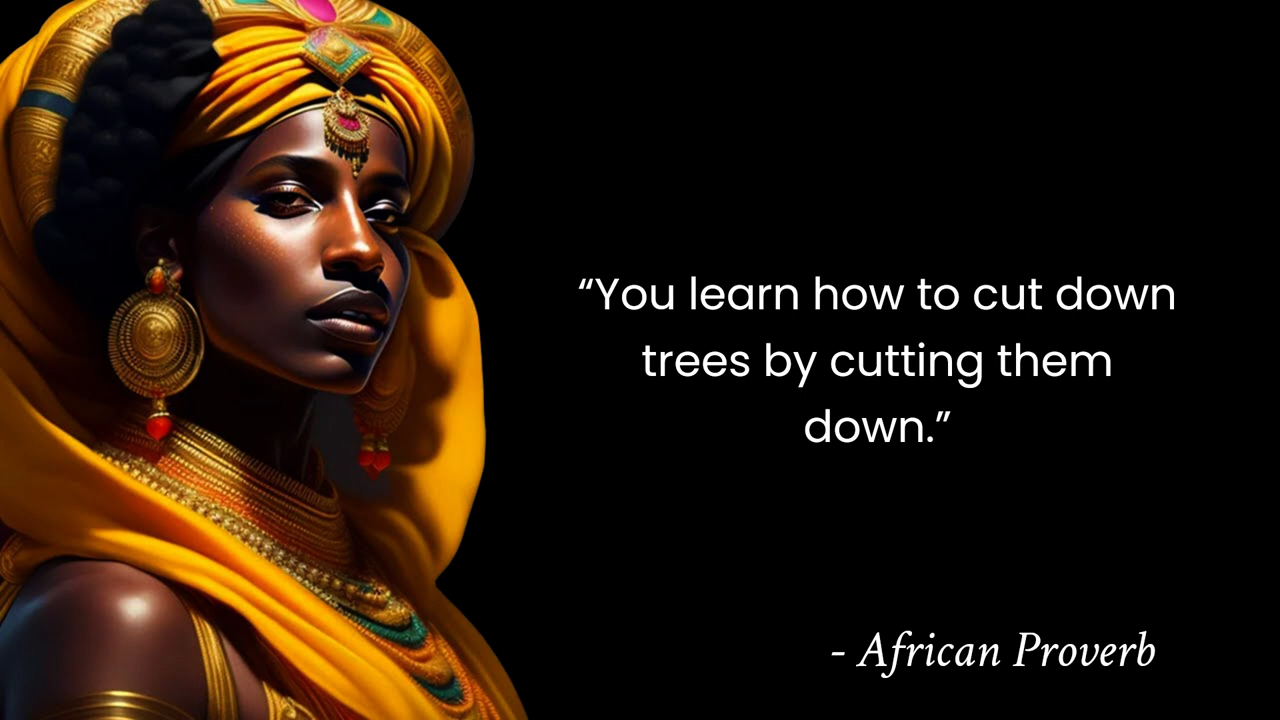 “You learn how to cut down
trees by cutting them
down.”
- African Proverb